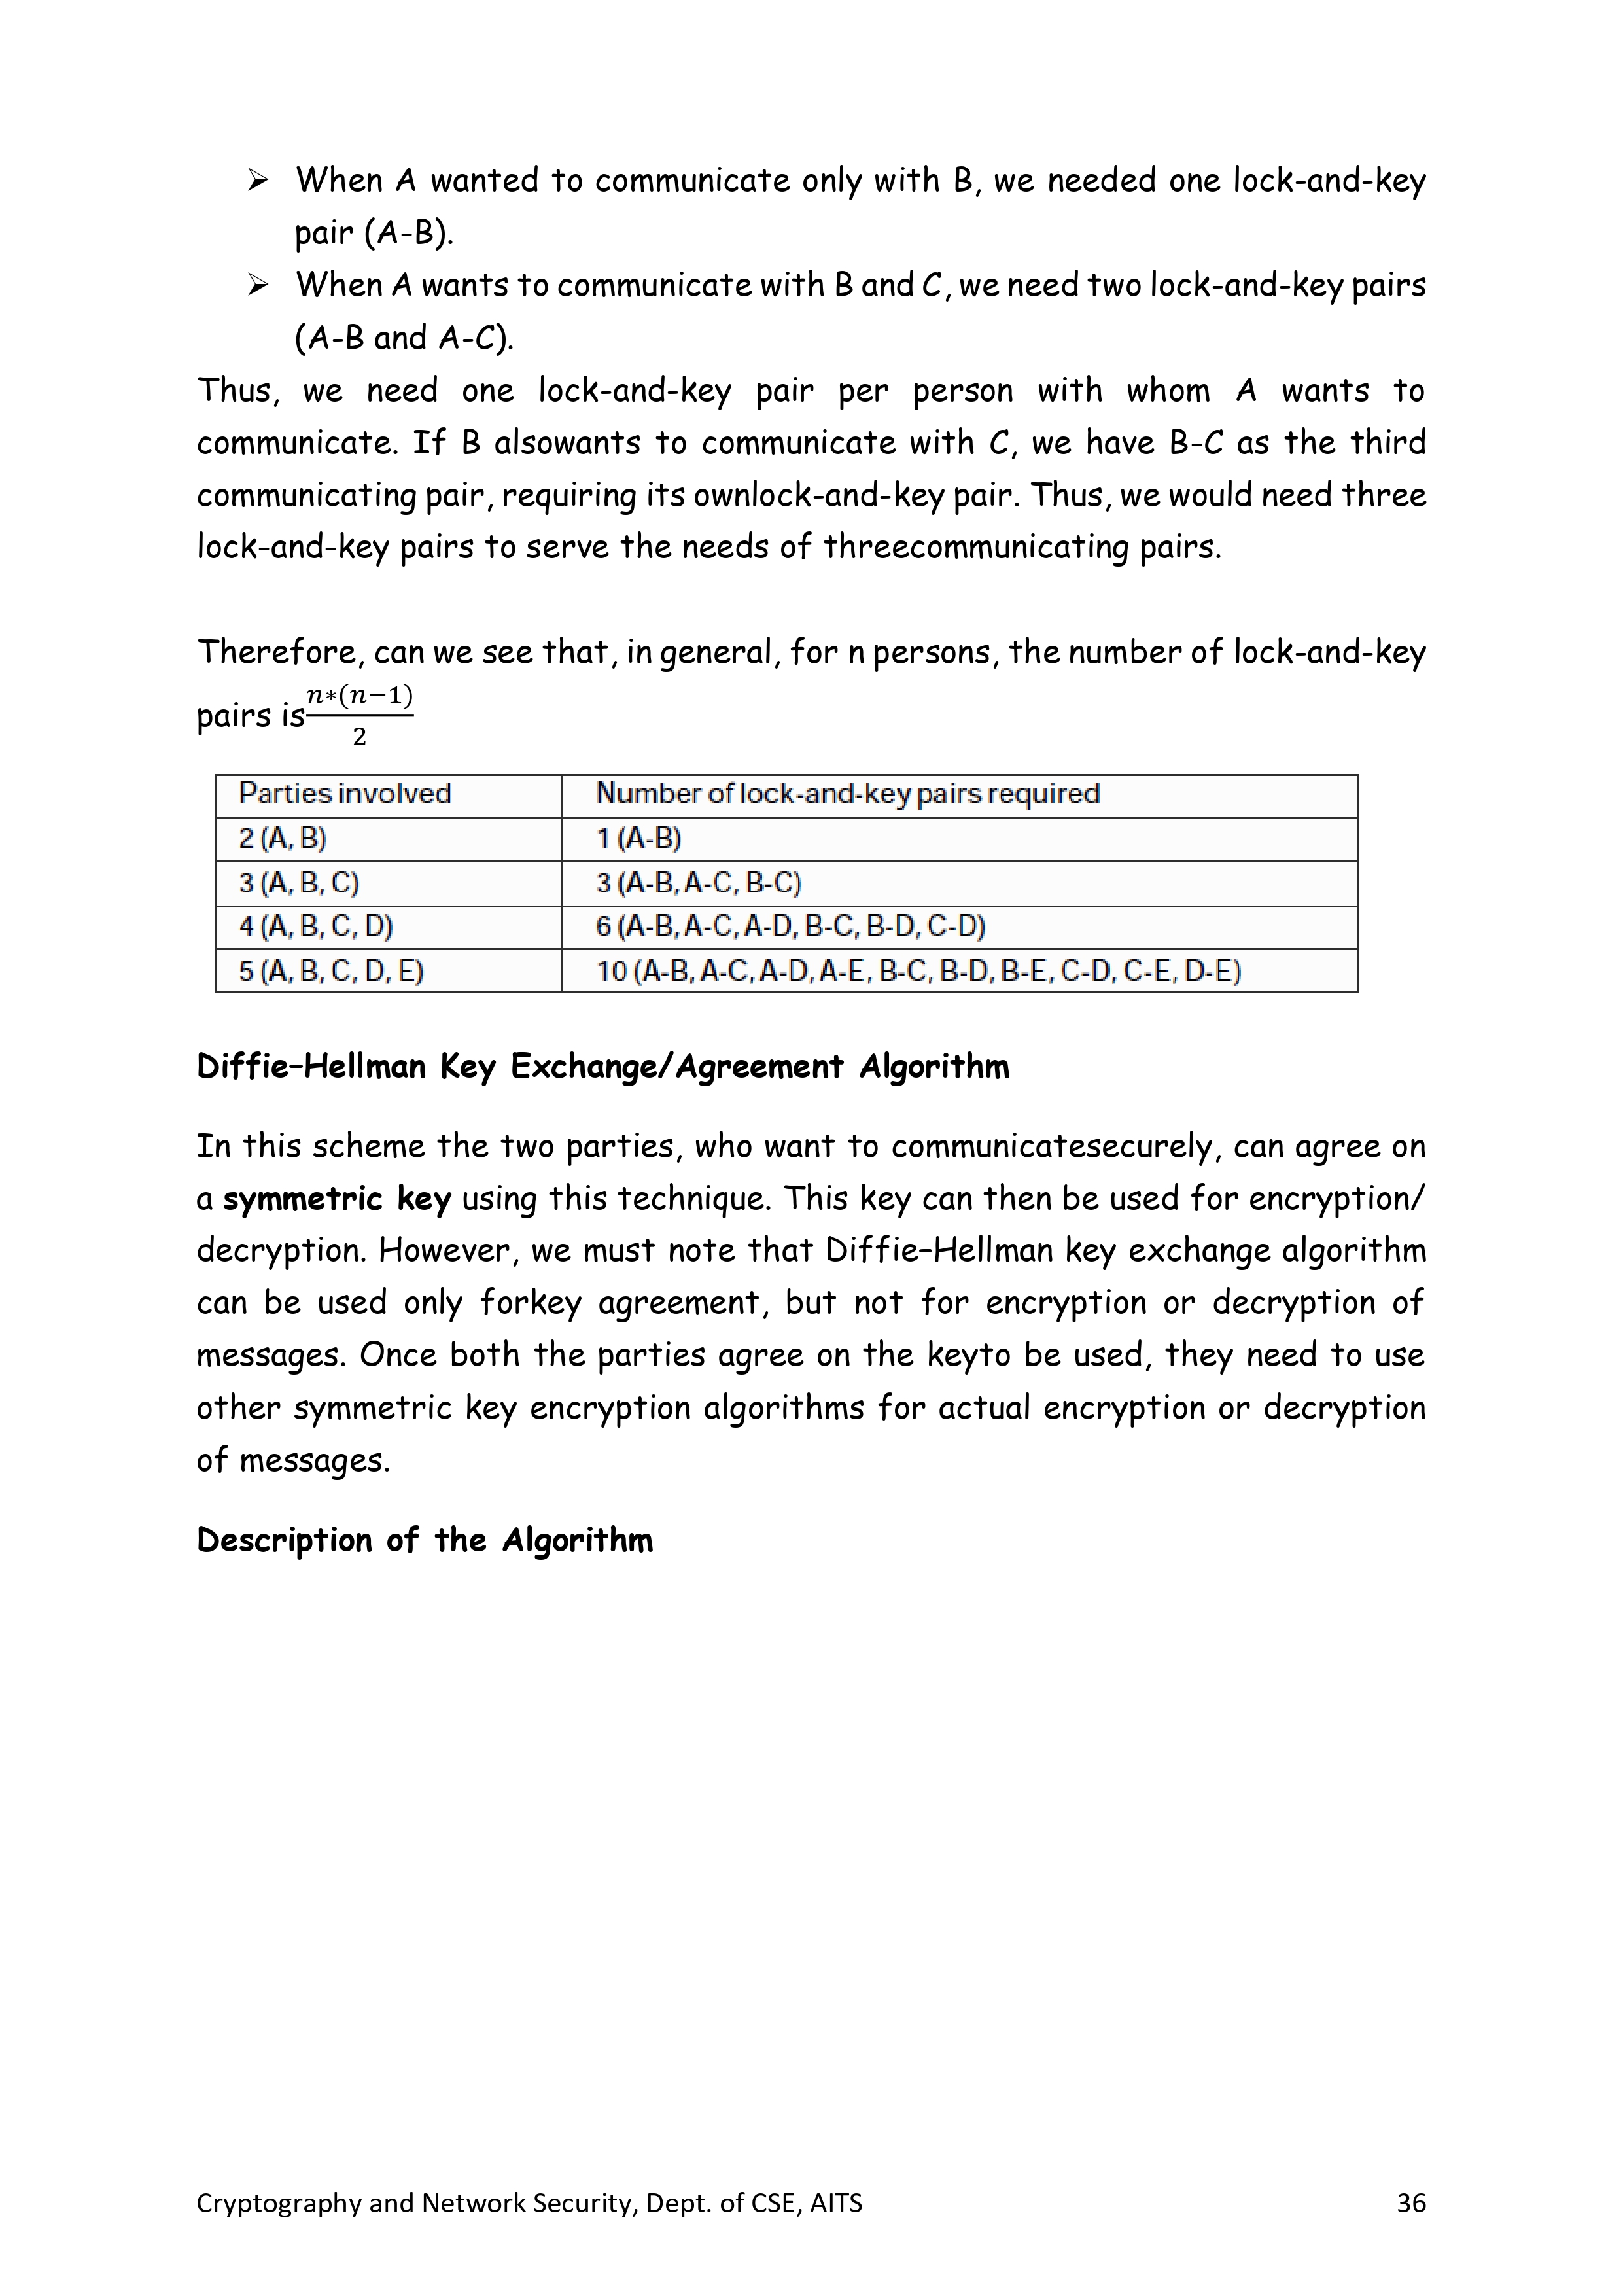 ➢ When A wanted to communicate only with B, we needed one lock-and-key
pair (A-B).
➢ When A wants to communicate with B and C, we need two lock-and-key pairs
(A-B and A-C).
Thus, we need one lock-and-key pair per person with whom A wants to
communicate. If B alsowants to communicate with C, we have B-C as the third
communicating pair, requiring its ownlock-and-key pair. Thus, we would need three
lock-and-key pairs to serve the needs of threecommunicating pairs.
Therefore, can we see that, in general, for n persons, the number of lock-and-key
pairs is n*(n−1)/2
Parties involved Number of lock-and-key pairs required
2 (A, B) 1 (A-B)
3 (A, B, C) 3 (A-B, A-C, B-C)
4 (A, B, C, D) 6 (A-B, A-C, A-D, B-C, B-D, C-D)
5 (A, B, C, D, E) 10 (A-B, A-C, A-D, A-E, B-C, B-D, B-E, C-D, C-E, D-E)
Diffie–Hellman Key Exchange/Agreement Algorithm
In this scheme the two parties, who want to communicatesecurely, can agree on
a symmetric key using this technique. This key can then be used for encryption/
decryption. However, we must note that Diffie–Hellman key exchange algorithm
can be used only forkey agreement, but not for encryption or decryption of
messages. Once both the parties agree on the keyto be used, they need to use
other symmetric key encryption algorithms for actual encryption or decryption
of messages.
Description of the Algorithm
Cryptography and Network Security, Dept. of CSE, AITS 36